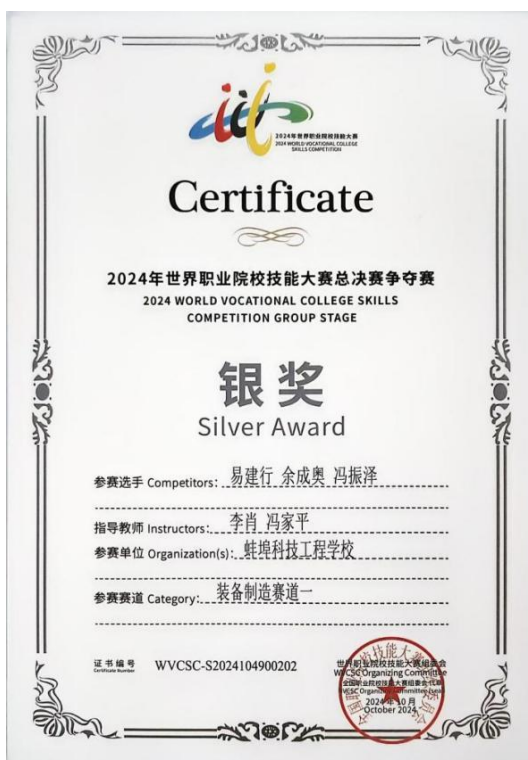 2024年世界职业院校技能大赛
2024 WORLD VOCATIONAL COLLEGE
SKILLS COMPETITION
Certificate
2024年世界职业院校技能大赛总决赛争夺赛
2024 WORLD VOCATIONAL COLLEGE SKILLS
COMPETITION GROUP STAGE
银奖
Silver Award
参赛选手 Competitors: 易建行 余成奥 冯振泽
指导教师 Instructors: 李肖 冯家平
参赛单位 Organization(s): 蚌埠科技工程学校
参赛赛道 Category: 装备制造赛道一
证书编号 WVCSC-S2024104900202
Certificate Number
世界职业院校技能大赛组委会
WVCSC Organizing Committee
2024年10月
October 2024